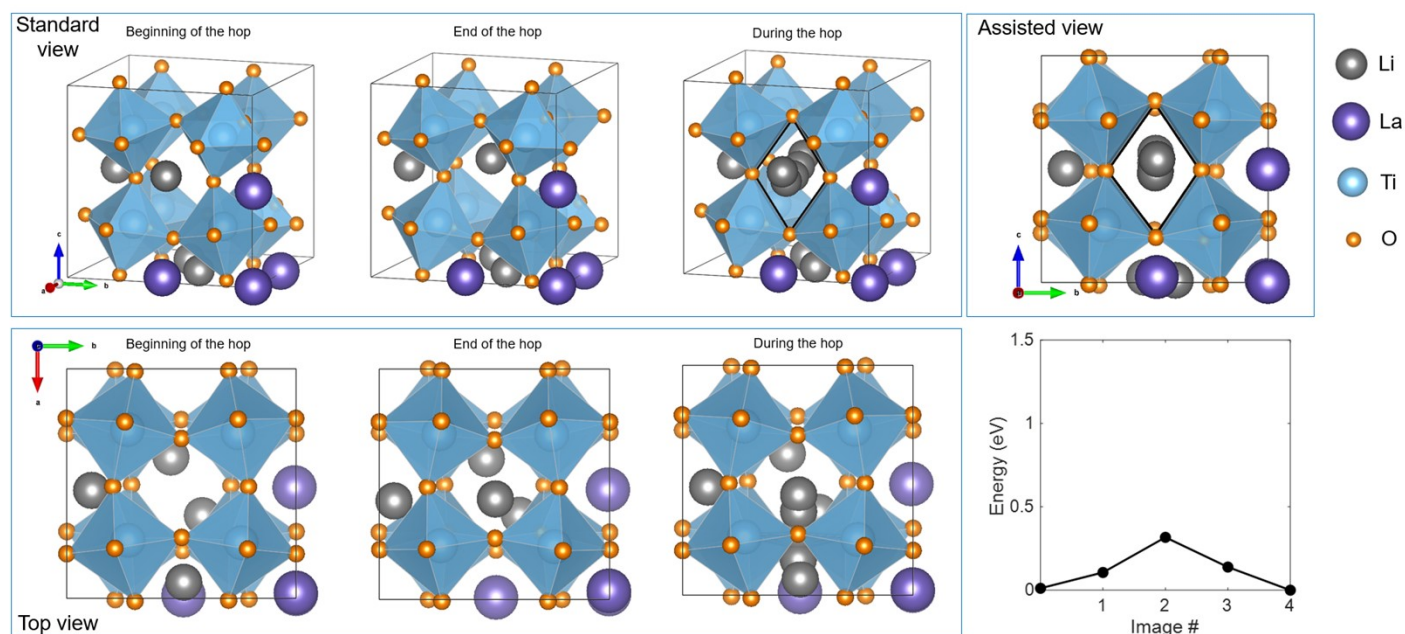 Standard
view
Beginning of the hop
End of the hop
During the hop
c
a
b
Assisted view
c
b
Li
La
Ti
O
b
a
Beginning of the hop
End of the hop
During the hop
Top view
1.5
1
0.5
0
Energy (eV)
1 2 3 4
Image #